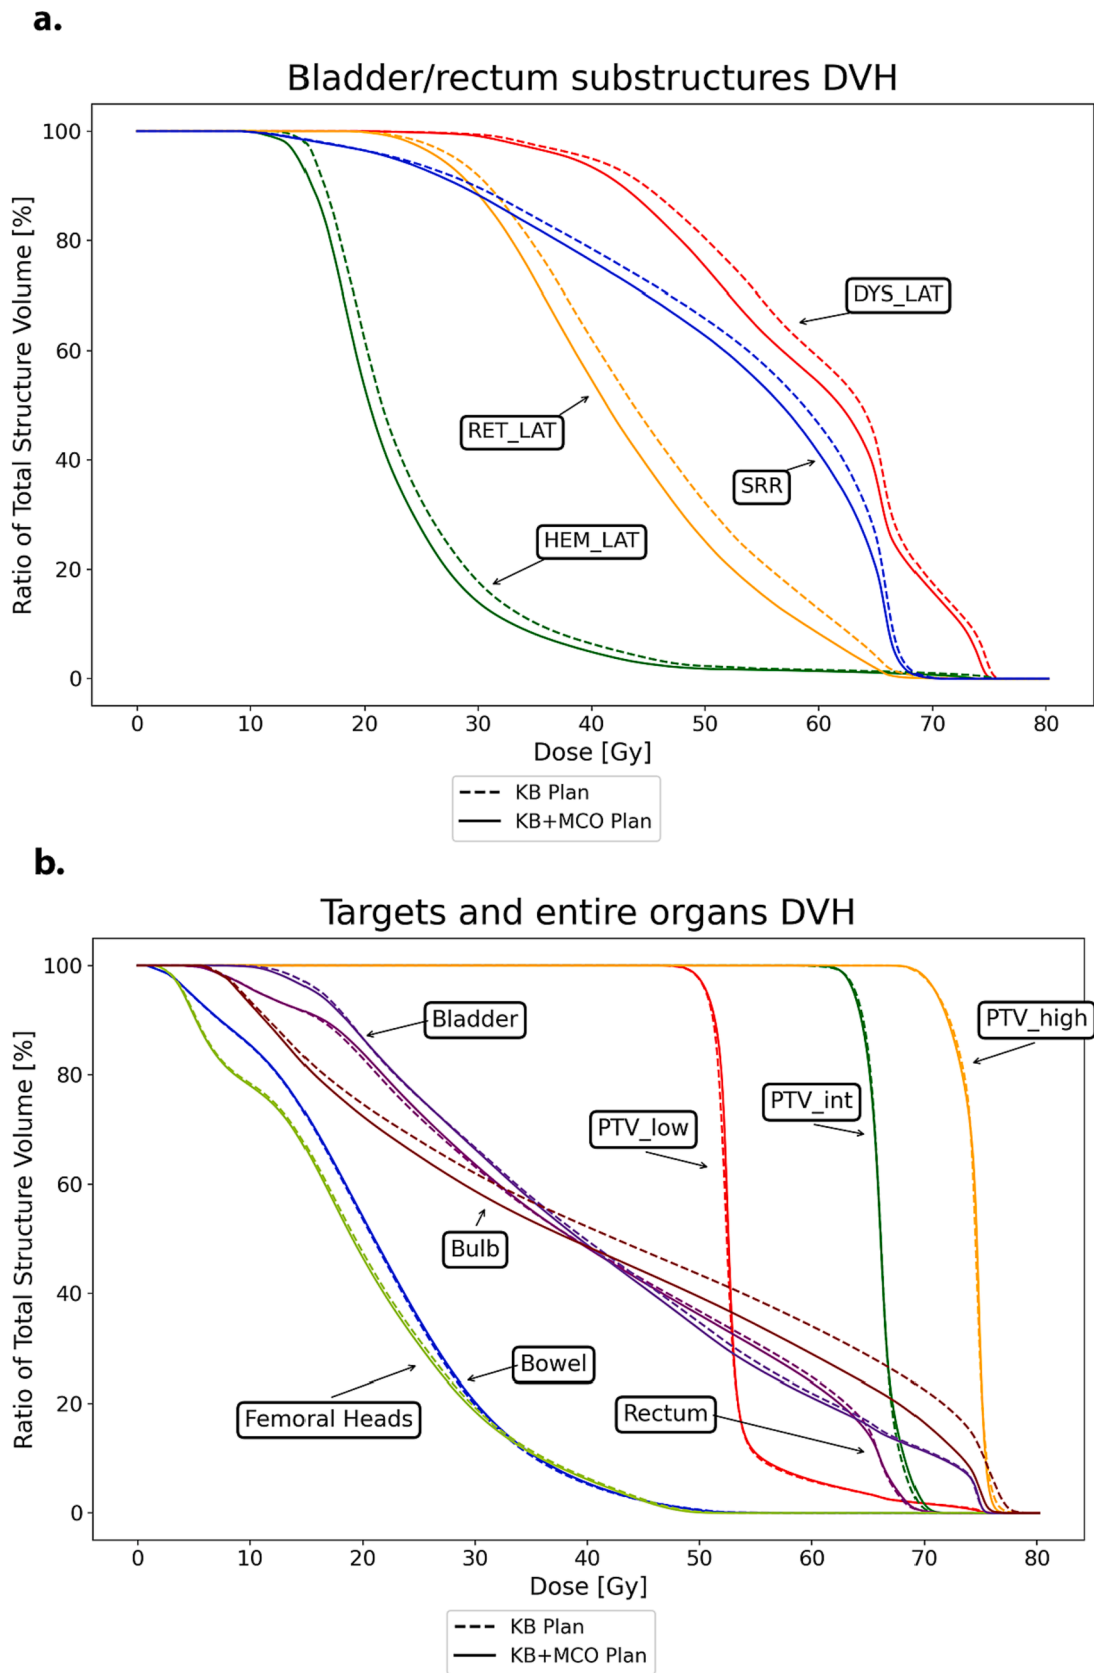 a.
Bladder/rectum substructures DVH
Ratio of Total Structure Volume [%]
100
80
60
40
20
0
DYS_LAT
RET_LAT
SRR
HEM_LAT
0 10 20 30 40 50 60 70 80
Dose [Gy]
KB Plan
KB+MCO Plan
b.
Targets and entire organs DVH
Ratio of Total Structure Volume [%]
100
80
60
40
20
0
Bladder
PTV_high
PTV_int
PTV_low
Bulb
Bowel
Rectum
Femoral Heads
0 10 20 30 40 50 60 70 80
Dose [Gy]
KB Plan
KB+MCO Plan